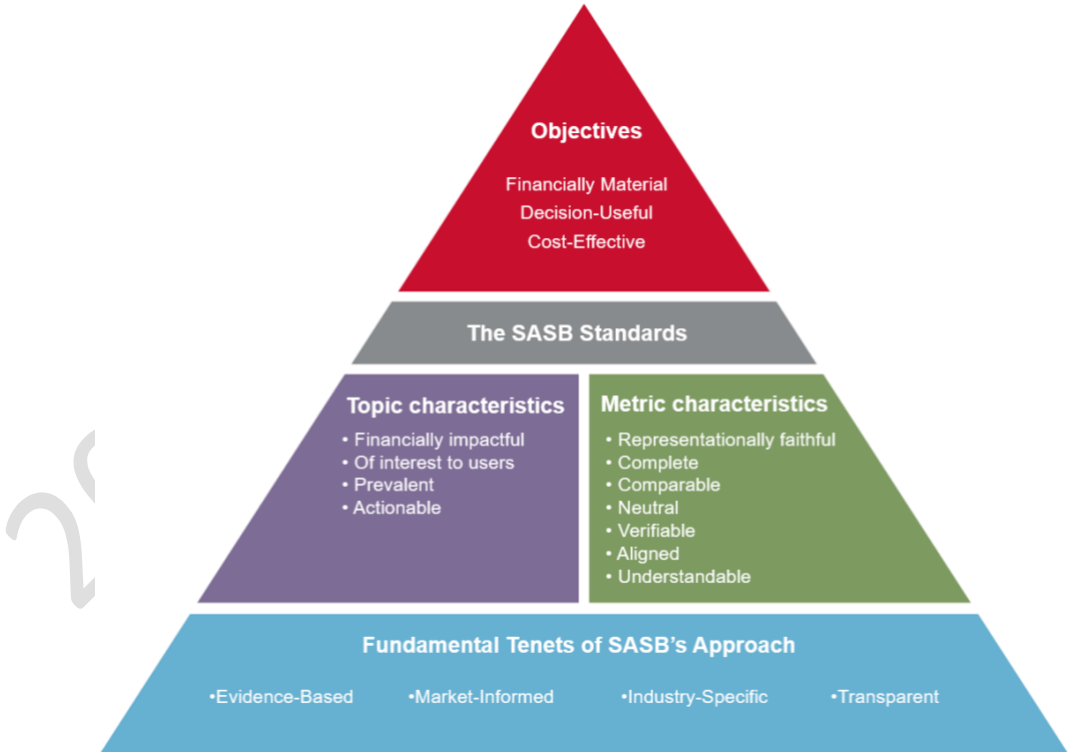 Objectives
Financially Material
Decision-Useful
Cost-Effective
The SASB Standards
Topic characteristics
• Financially impactful
• Of interest to users
• Prevalent
• Actionable
Metric characteristics
• Representationally faithful
• Complete
• Comparable
• Neutral
• Verifiable
• Aligned
• Understandable
Fundamental Tenets of SASB's Approach
•Evidence-Based •Market-Informed •Industry-Specific •Transparent